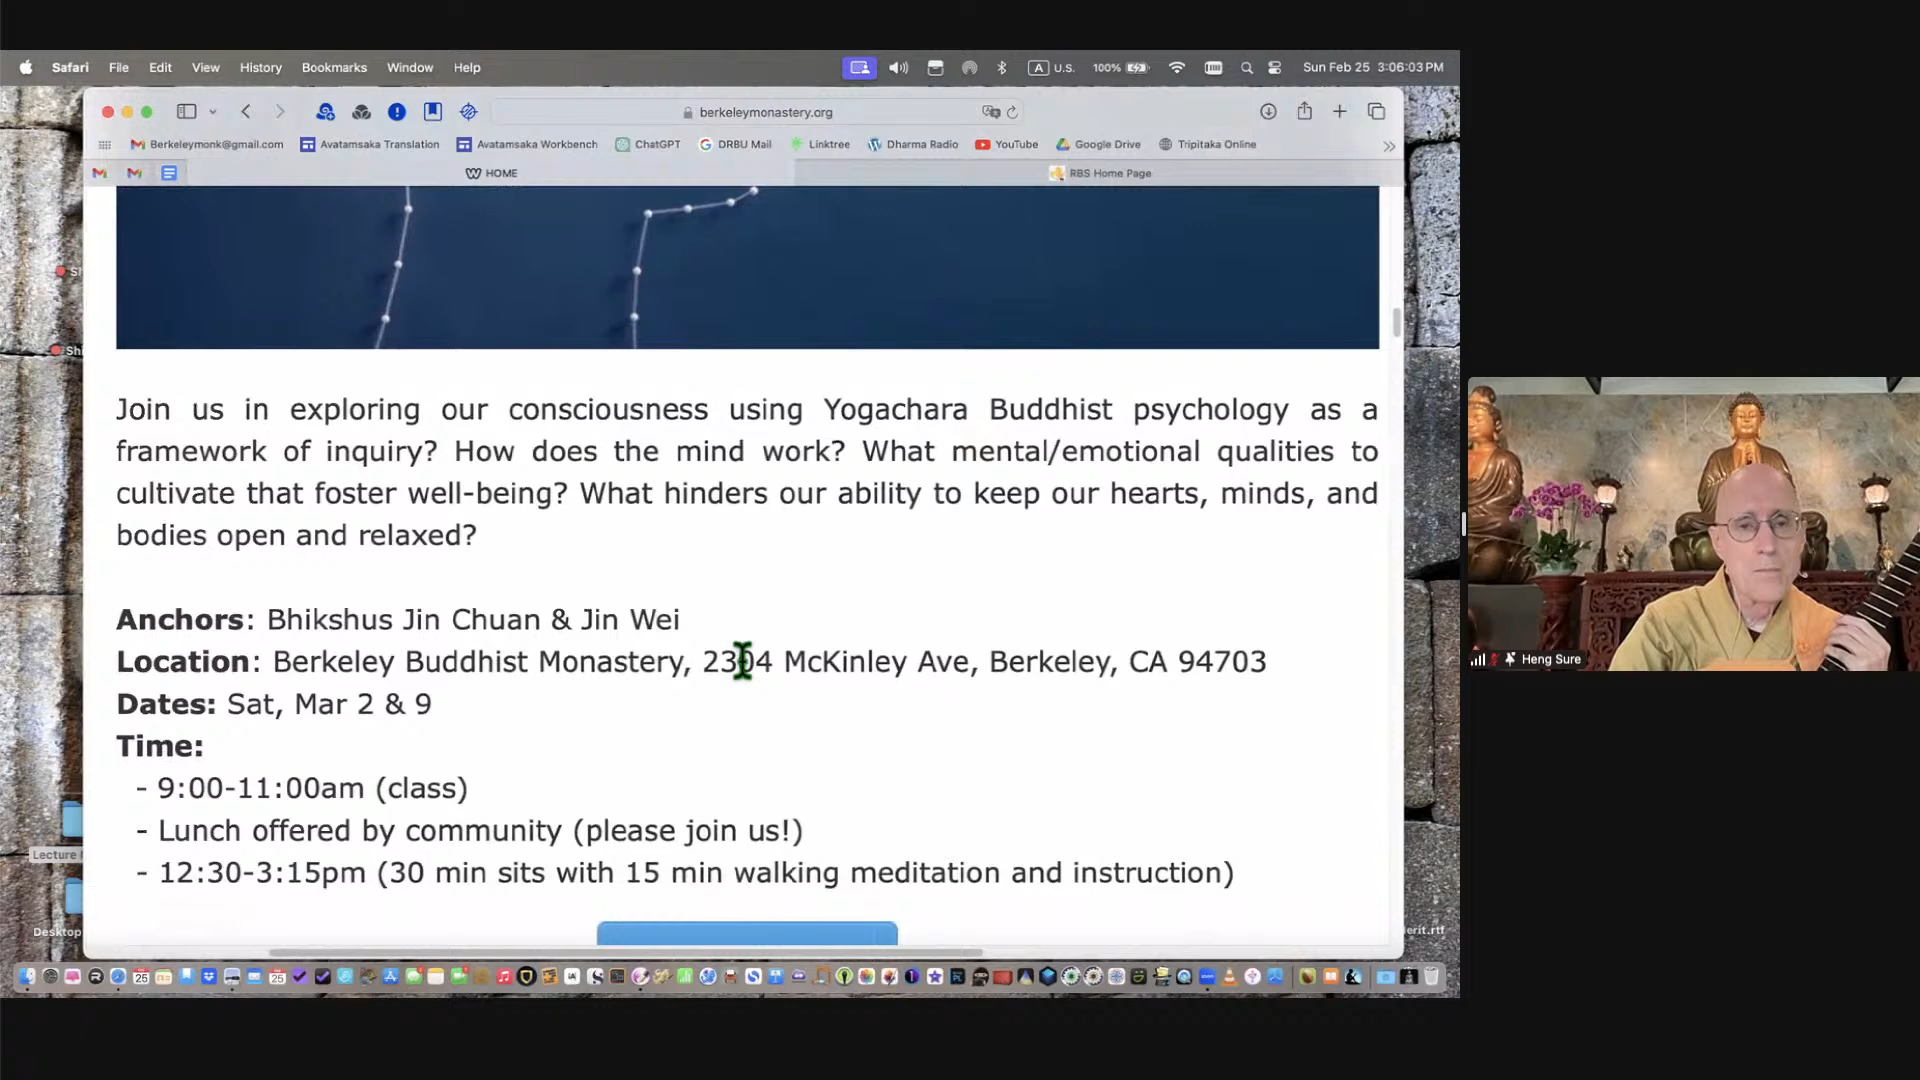 Safari File Edit View History Bookmarks Window Help U.S. 100% Sun Feb 25 3:06:03 PM
berkeleymonastery.org
Berkeleymonk@gmail.com Avatamsaka Translation Avatamsaka Workbench ChatGPT DRBU Mail Linktree Dharma Radio YouTube Google Drive Tripitaka Online
HOME RBS Home Page
Join us in exploring our consciousness using Yogachara Buddhist psychology as a
framework of inquiry? How does the mind work? What mental/emotional qualities to
cultivate that foster well-being? What hinders our ability to keep our hearts, minds, and
bodies open and relaxed?
Anchors: Bhikshus Jin Chuan & Jin Wei
Location: Berkeley Buddhist Monastery, 2304 McKinley Ave, Berkeley, CA 94703
Dates: Sat, Mar 2 & 9
Time:
- 9:00-11:00am (class)
- Lunch offered by community (please join us!)
- 12:30-3:15pm (30 min sits with 15 min walking meditation and instruction)
Lecture
Desktop
Heng Sure